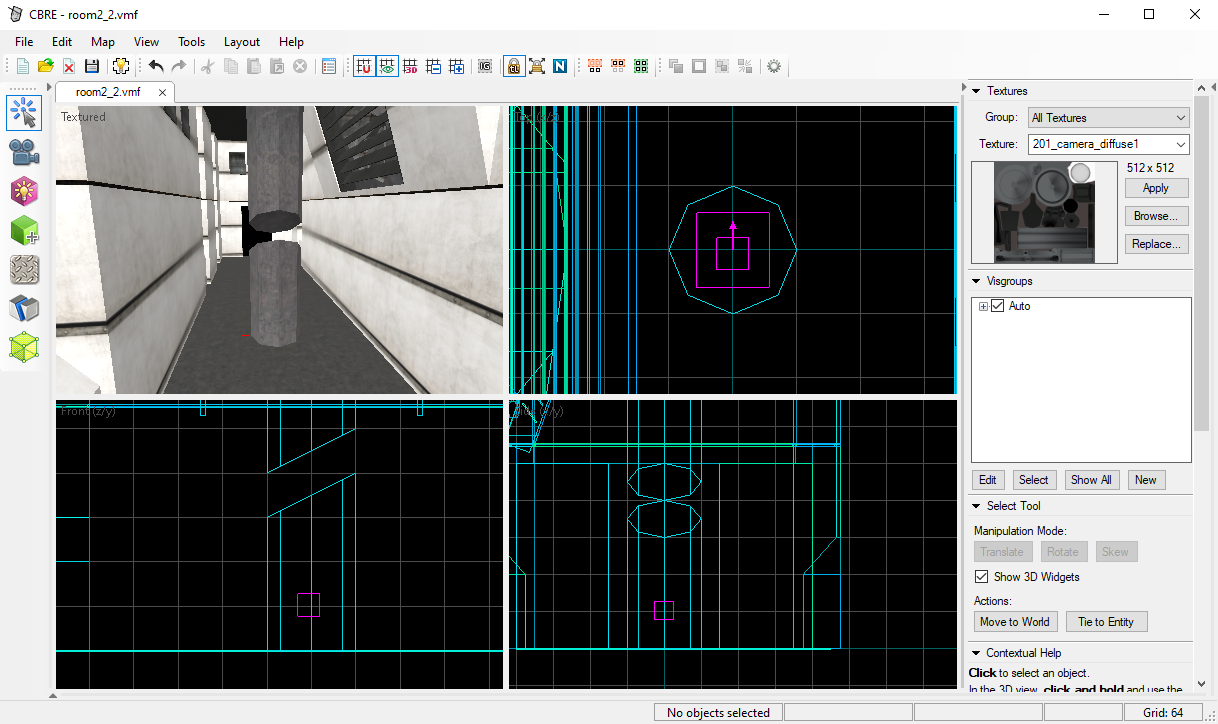 CBRE - room2_2.vmf
File Edit Map View Tools Layout Help
3D
IG
TL
N
room2_2.vmf
Textured
Front (z/y)
Textures
Group: All Textures
Texture: 201_camera_diffuse1
512 x 512
Apply
Browse...
Replace...
Visgroups
Auto
Edit Select Show All New
Select Tool
Manipulation Mode:
Translate Rotate Skew
Show 3D Widgets
Actions:
Move to World Tie to Entity
Contextual Help
Click to select an object.
In the 3D view, click and hold and use the
No objects selected
Grid: 64